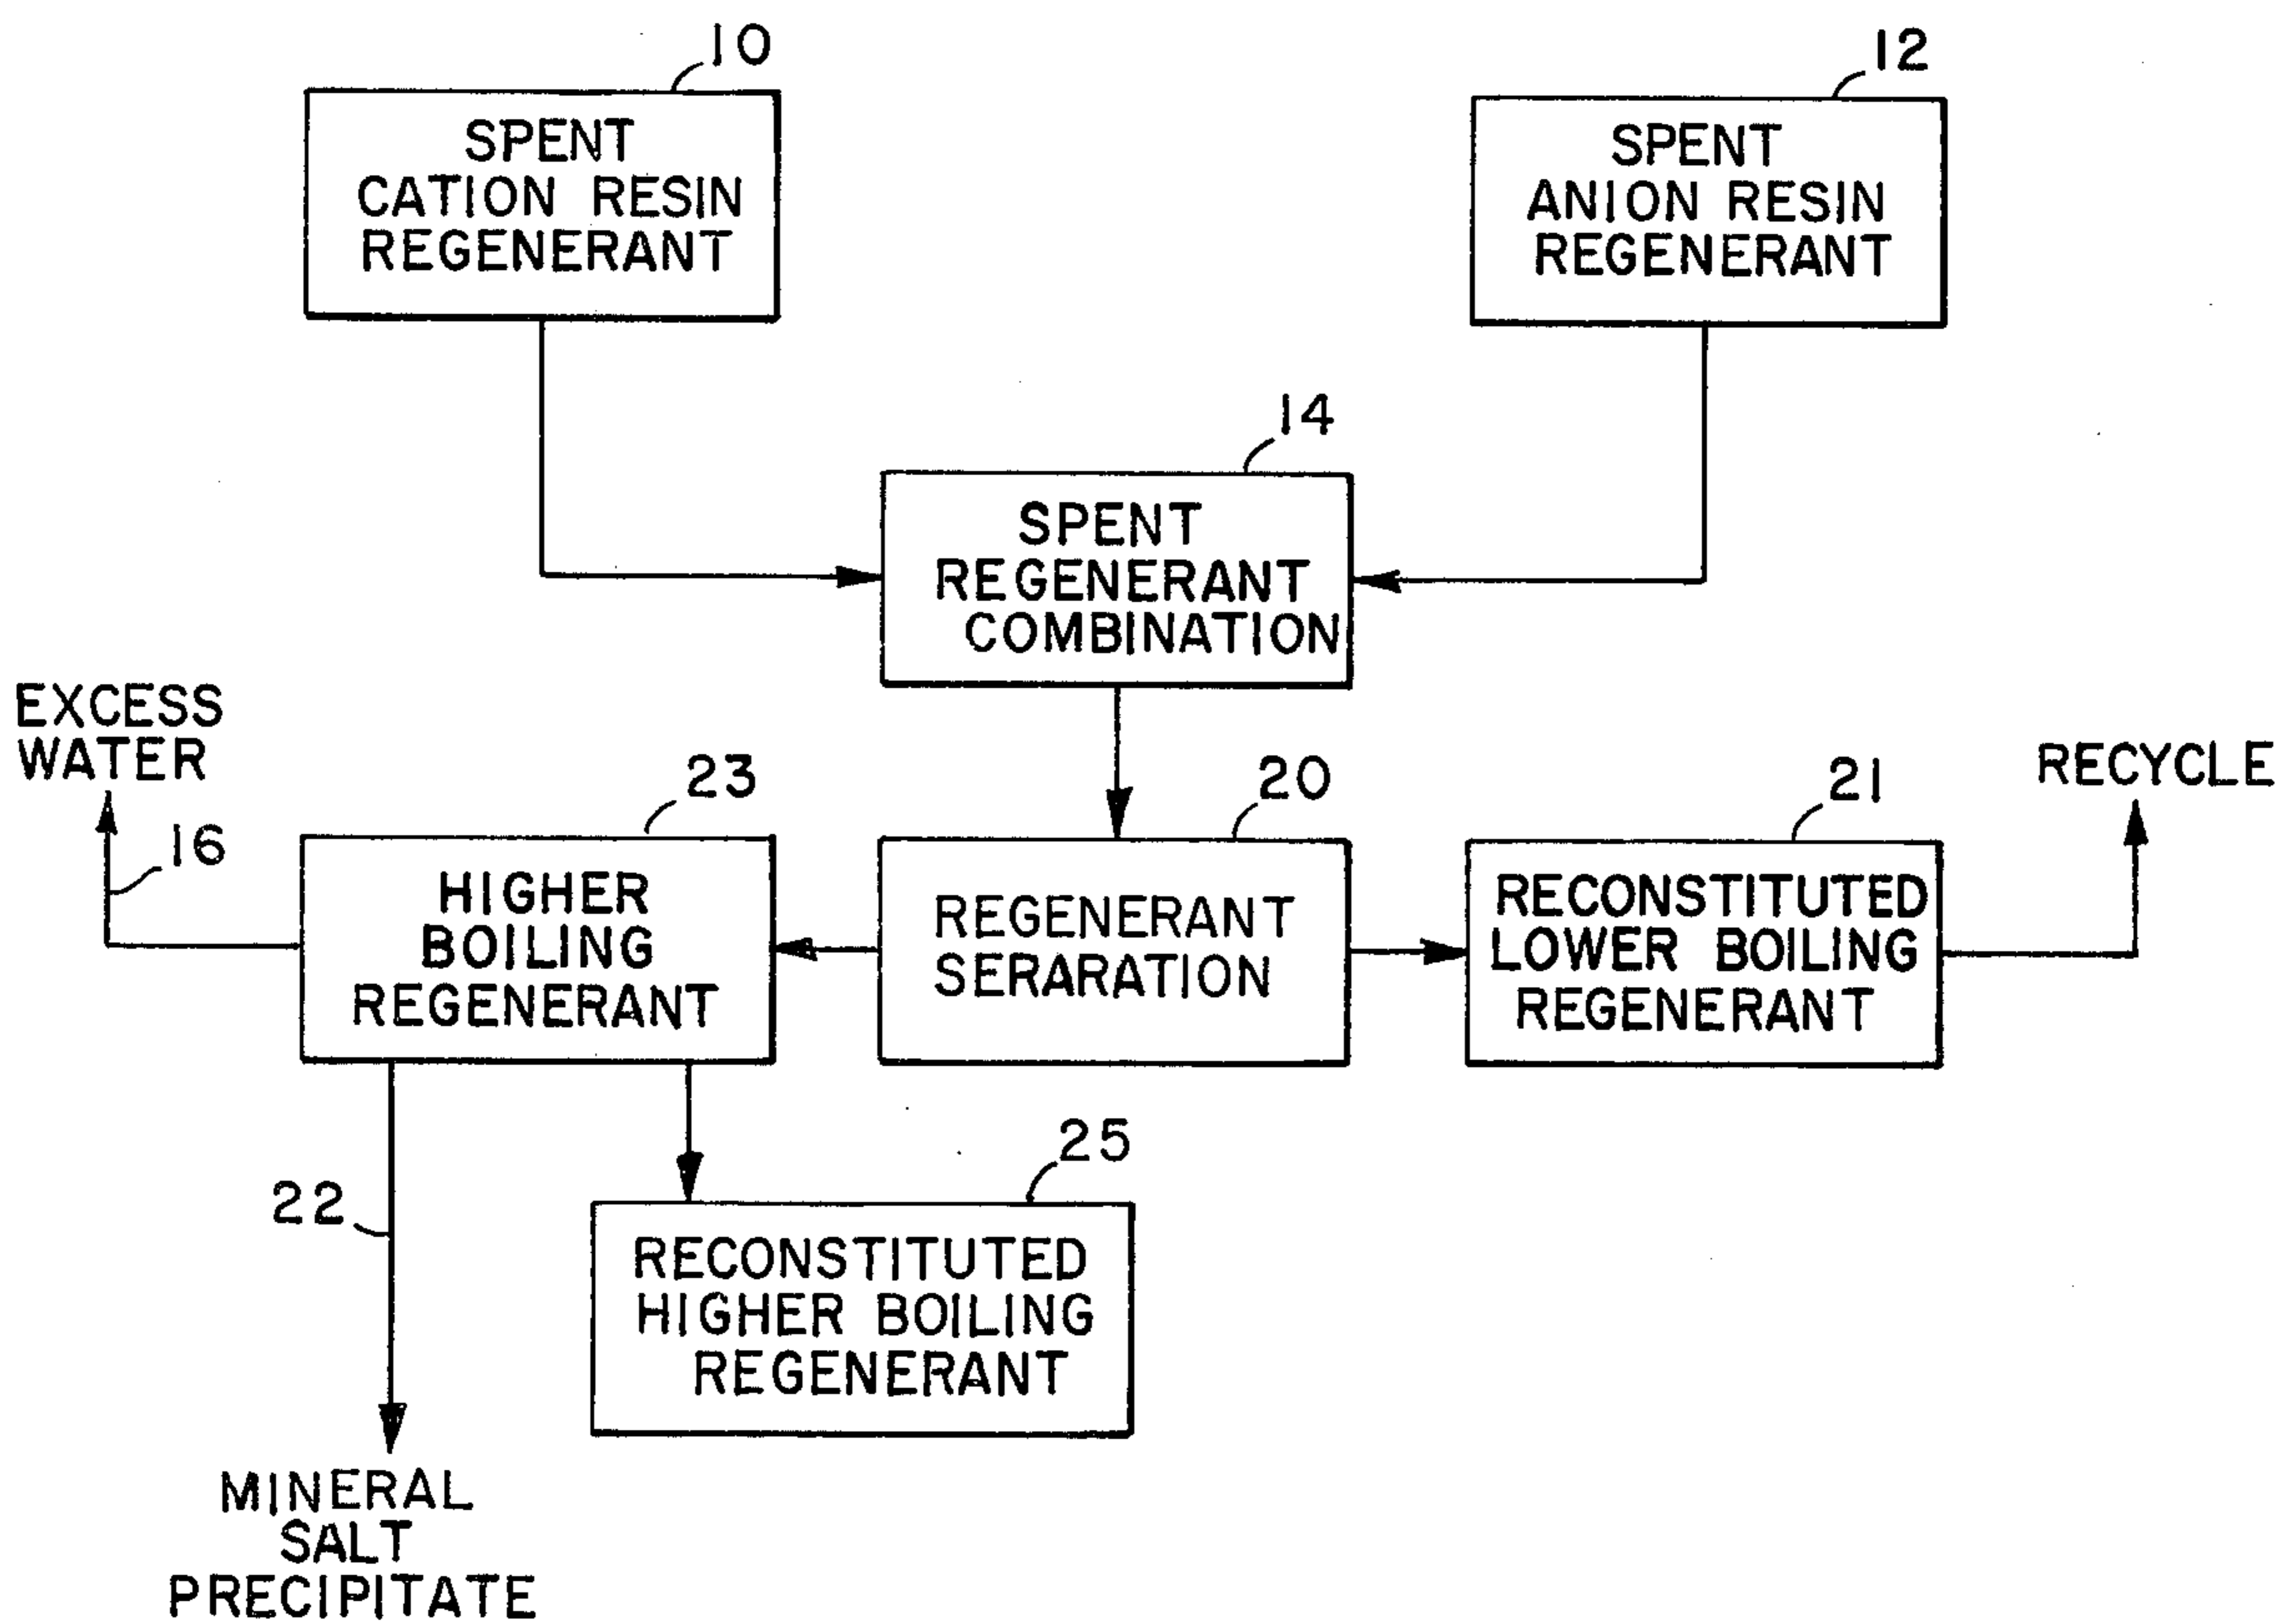 10
SPENT
CATION RESIN
REGENERANT
12
SPENT
ANION RESIN
REGENERANT
14
SPENT
REGENERANT
COMBINATION
EXCESS
WATER
16
23
HIGHER
BOILING
REGENERANT
20
REGENERANT
SERARATION
21
RECONSTITUTED
LOWER BOILING
REGENERANT
RECYCLE
22
25
RECONSTITUTED
HIGHER BOILING
REGENERANT
MINERAL
SALT
PRECIPITATE